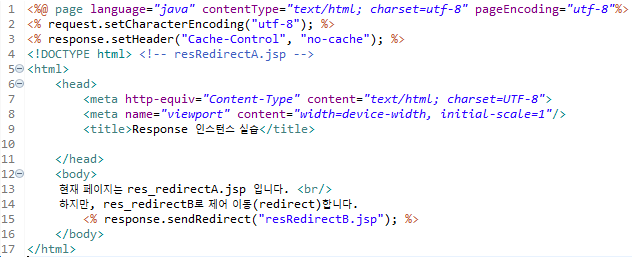 1 <%@ page language="java" contentType="text/html; charset=utf-8" pageEncoding="utf-8"%>
2 <% request.setCharacterEncoding("utf-8"); %>
3 <% response.setHeader("Cache-Control", "no-cache"); %>
4 <!DOCTYPE html> <!-- resRedirectA.jsp -->
5 <html>
6 <head>
7 <meta http-equiv="Content-Type" content="text/html; charset=UTF-8">
8 <meta name="viewport" content="width=device-width, initial-scale=1"/>
9 <title>Response 인스턴스 실습</title>
10
11 </head>
12 <body>
13 현재 페이지는 res_redirectA.jsp 입니다. <br/>
14 하지만, res_redirectB로 제어 이동(redirect)합니다.
15 <% response.sendRedirect("resRedirectB.jsp"); %>
16 </body>
17 </html>